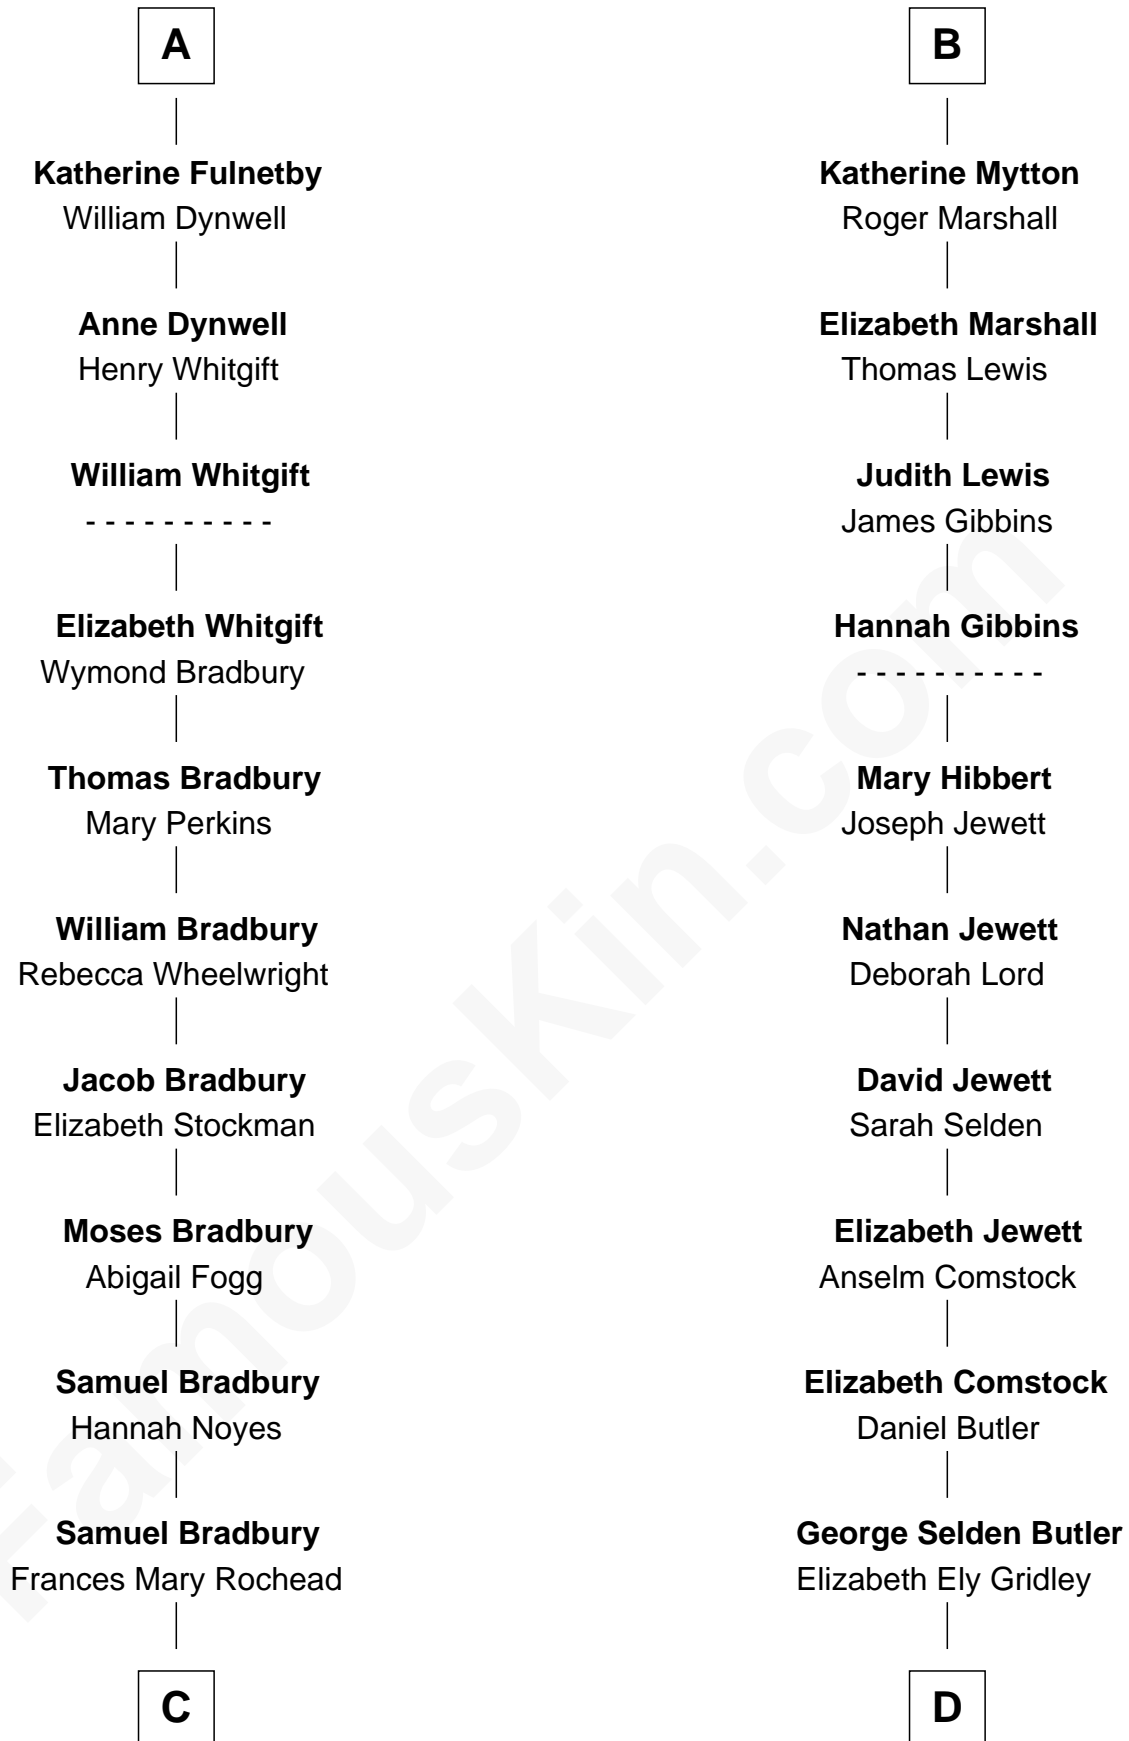 A
Katherine Fulnetby
William Dynwell
Anne Dynwell
Henry Whitgift
William Whitgift
- - - - - - - - - -
Elizabeth Whitgift
Wymond Bradbury
Thomas Bradbury
Mary Perkins
William Bradbury
Rebecca Wheelwright
Jacob Bradbury
Elizabeth Stockman
Moses Bradbury
Abigail Fogg
Samuel Bradbury
Hannah Noyes
Samuel Bradbury
Frances Mary Rochead
C
B
Katherine Mytton
Roger Marshall
Elizabeth Marshall
Thomas Lewis
Judith Lewis
James Gibbins
Hannah Gibbins
- - - - - - - - - -
Mary Hibbert
Joseph Jewett
Nathan Jewett
Deborah Lord
David Jewett
Sarah Selden
Elizabeth Jewett
Anselm Comstock
Elizabeth Comstock
Daniel Butler
George Selden Butler
Elizabeth Ely Gridley
D
FamousKin.com